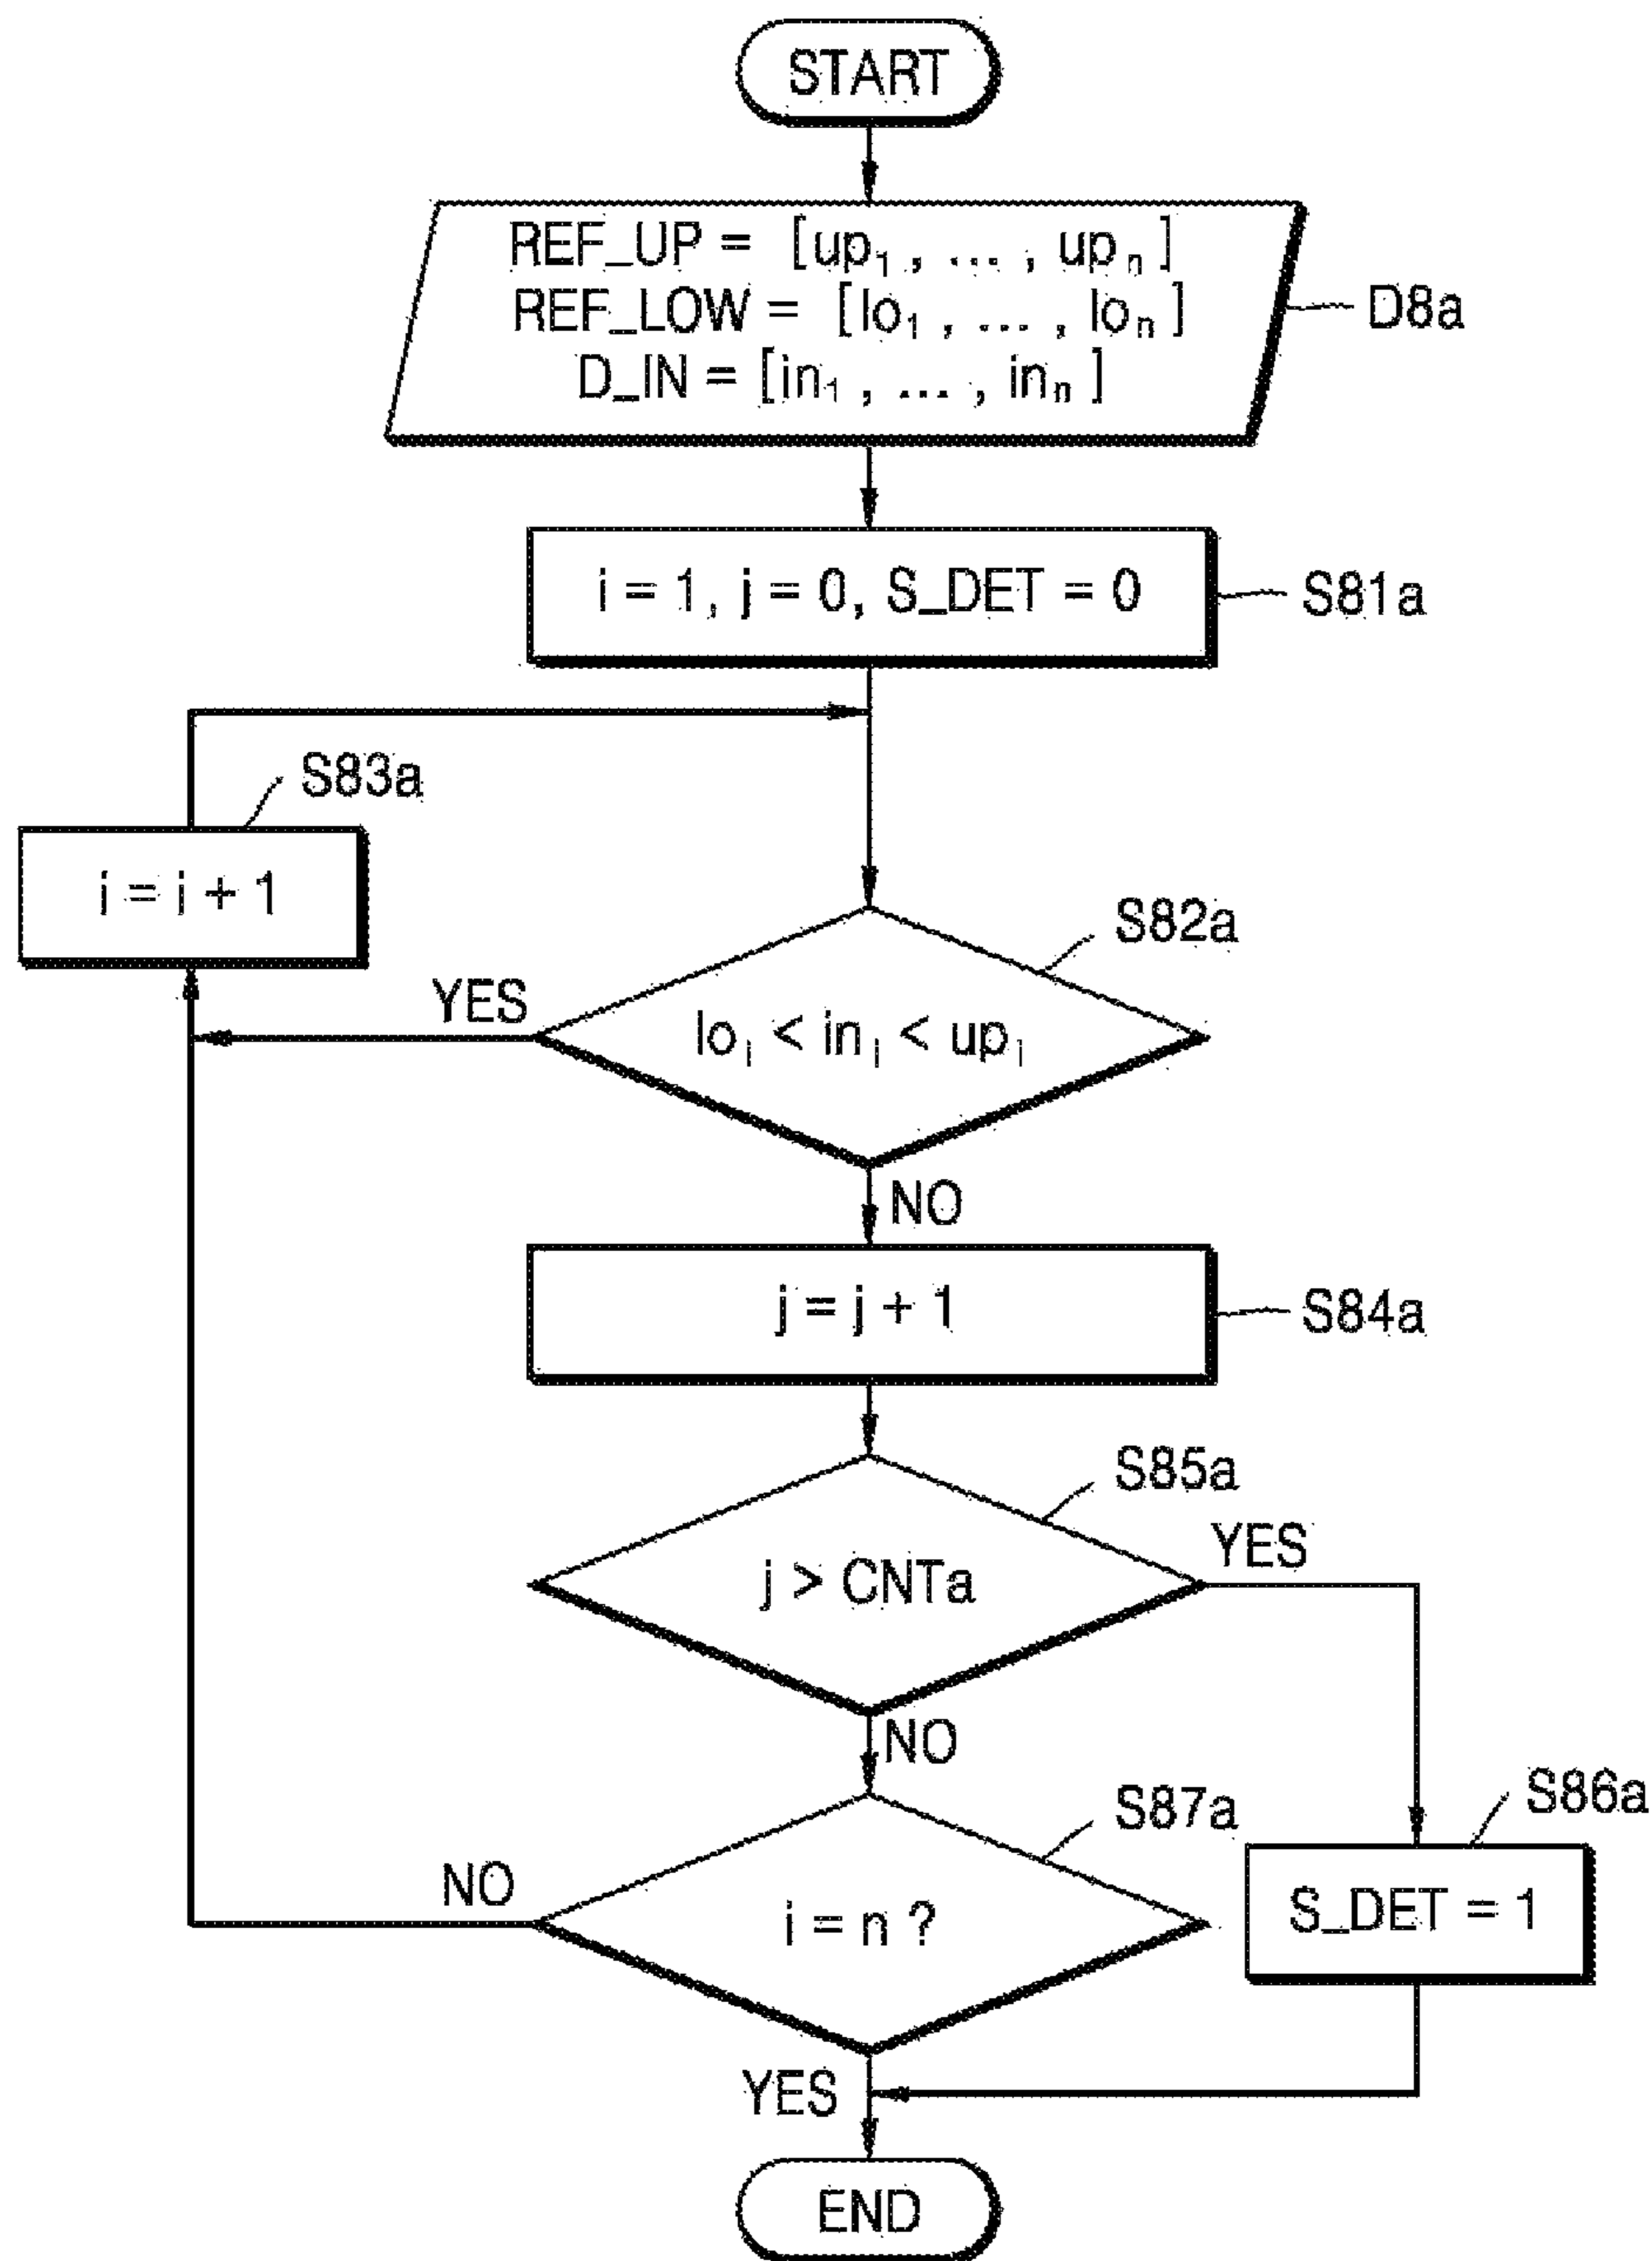 START
REF_UP = [up₁, ... , upₙ]
REF_LOW = [lo₁, ... , loₙ]
D_IN = [in₁, ... , inₙ]
D8a
i = 1, j = 0, S_DET = 0
S81a
S83a
i = i + 1
S82a
YES
loᵢ < inᵢ < upᵢ
NO
j = j + 1
S84a
S85a
YES
j > CNTa
NO
S87a
S86a
NO
i = n ?
S_DET = 1
YES
END